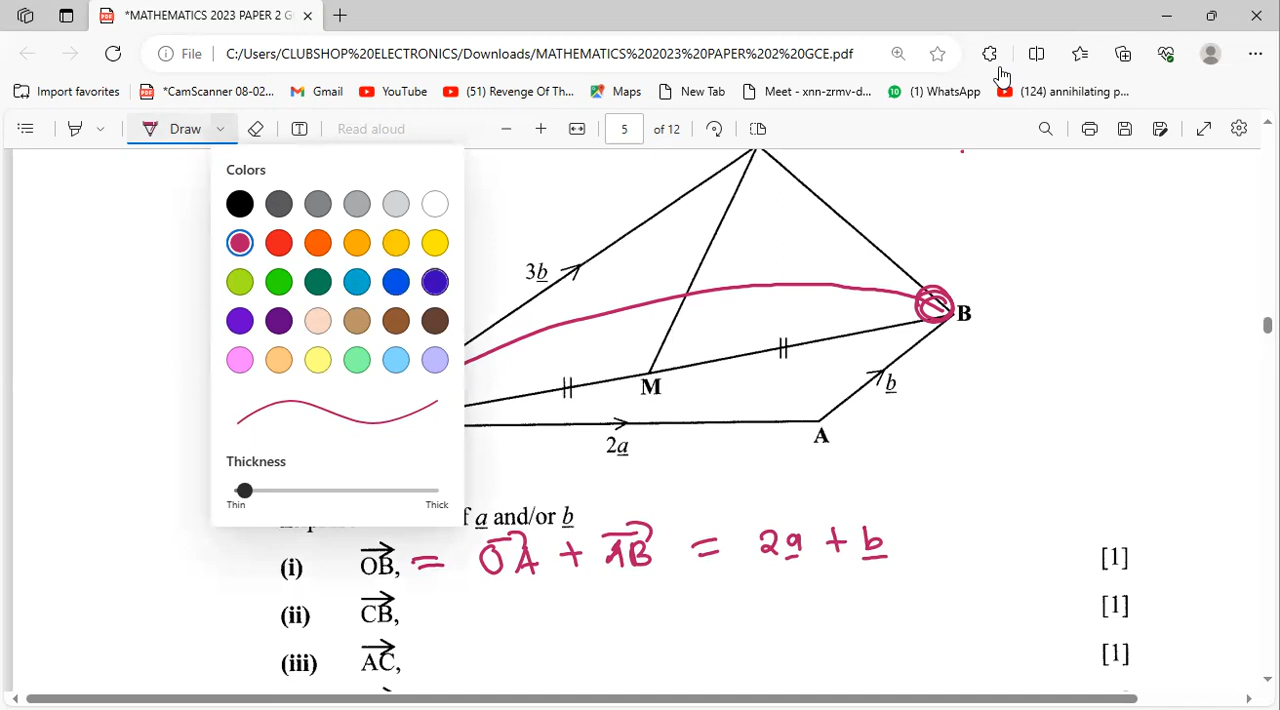 *MATHEMATICS 2023 PAPER 2 G
File C:/Users/CLUBSHOP%20ELECTRONICS/Downloads/MATHEMATICS%202023%20PAPER%202%20GCE.pdf
Import favorites *CamScanner 08-02... Gmail YouTube (51) Revenge Of Th... Maps New Tab Meet - xnn-zrmv-d... 10 (1) WhatsApp (124) annihilating p...
Draw Read aloud 5 of 12
Colors
3b
B
M
b
A
2a
Thickness
Thin Thick
f a and/or b
(i) OB, = OA + AB = 2a + b [1]
(ii) CB, [1]
(iii) AC, [1]